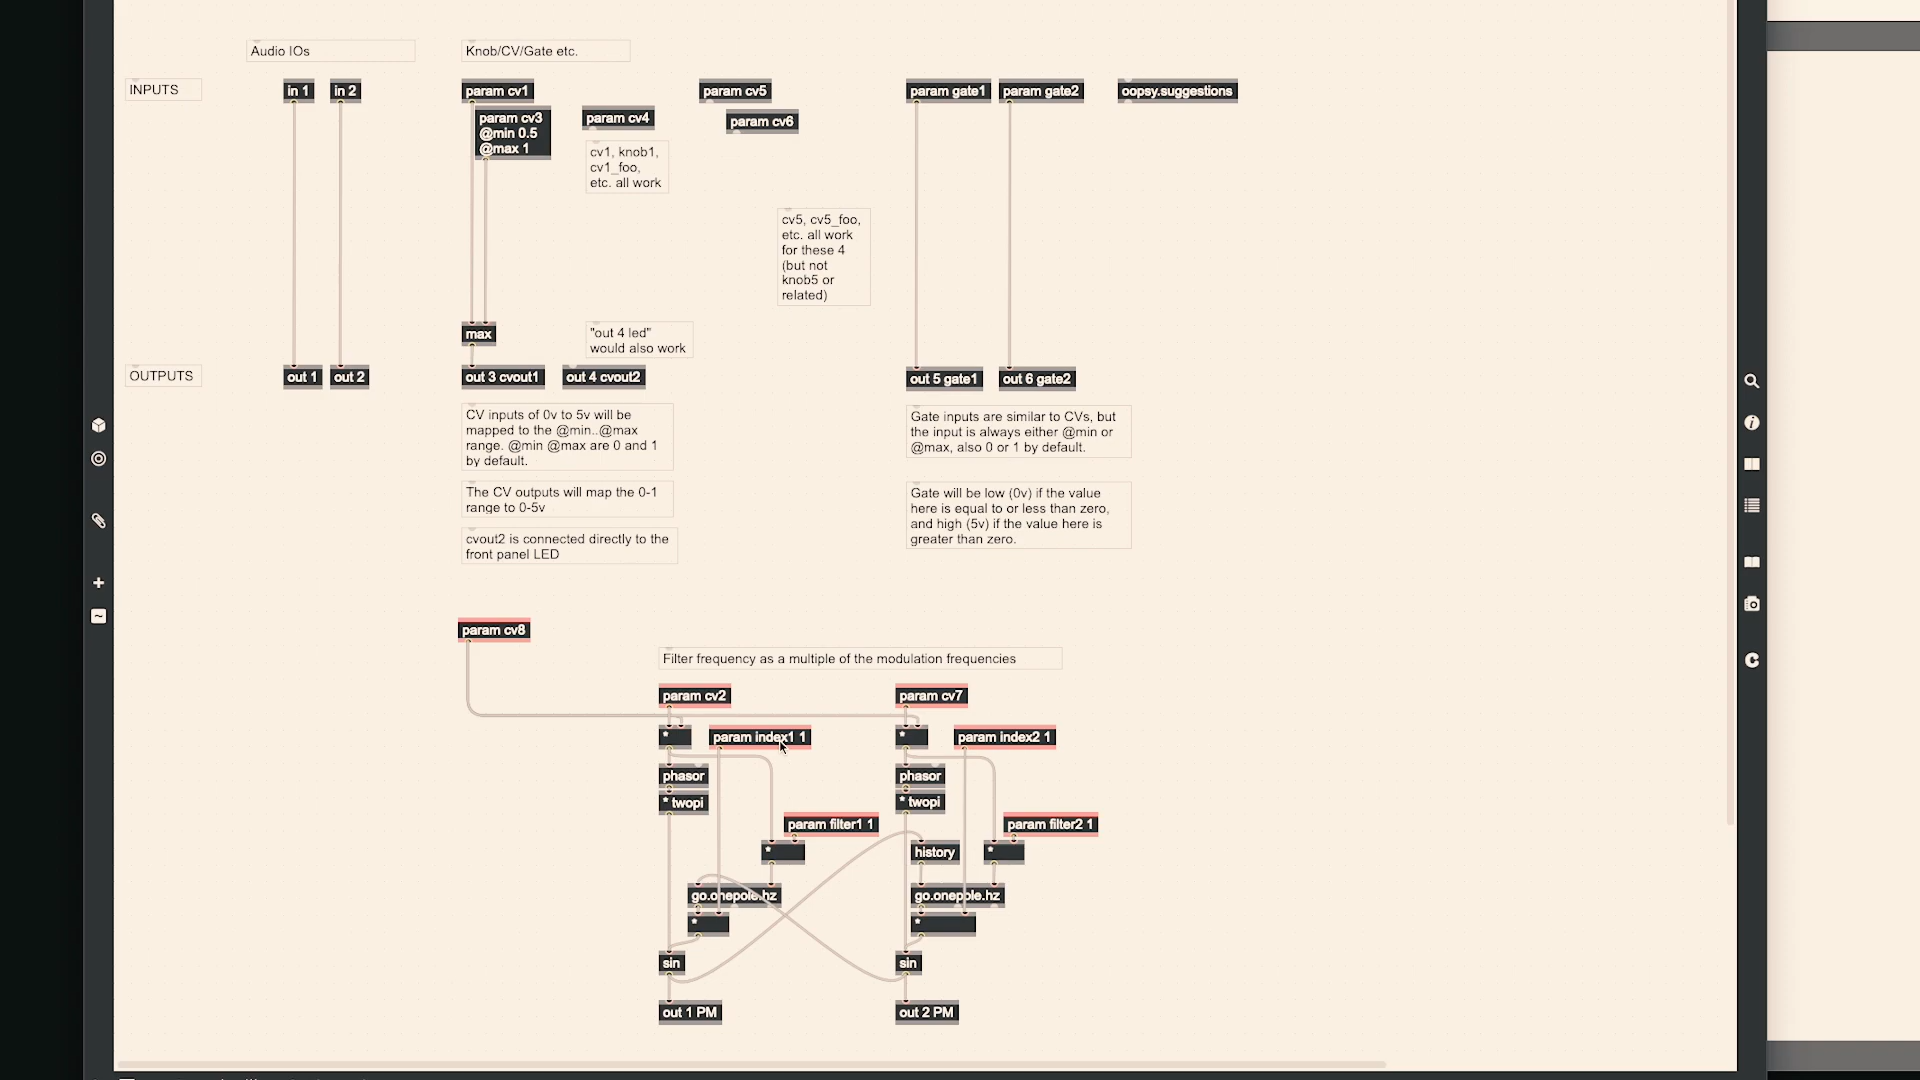 Audio IOs
Knob/CV/Gate etc.
INPUTS
in 1
in 2
param cv1
param cv5
param gate1
param gate2
oopsy.suggestions
param cv3
@min 0.5
@max 1
param cv4
param cv6
cv1, knob1,
cv1_foo,
etc. all work
cv5, cv5_foo,
etc. all work
for these 4
(but not
knob5 or
related)
max
"out 4 led"
would also work
OUTPUTS
out 1
out 2
out 3 cvout1
out 4 cvout2
out 5 gate1
out 6 gate2
CV inputs of 0v to 5v will be
mapped to the @min..@max
range. @min @max are 0 and 1
by default.
Gate inputs are similar to CVs, but
the input is always either @min or
@max, also 0 or 1 by default.
The CV outputs will map the 0-1
range to 0-5v
Gate will be low (0v) if the value
here is equal to or less than zero,
and high (5v) if the value here is
greater than zero.
cvout2 is connected directly to the
front panel LED
param cv8
Filter frequency as a multiple of the modulation frequencies
param cv2
param cv7
*
param index1 1
*
param index2 1
phasor
phasor
* twopi
* twopi
param filter1 1
param filter2 1
*
history
*
go.onepole.hz
go.onepole.hz
*
*
sin
sin
out 1 PM
out 2 PM